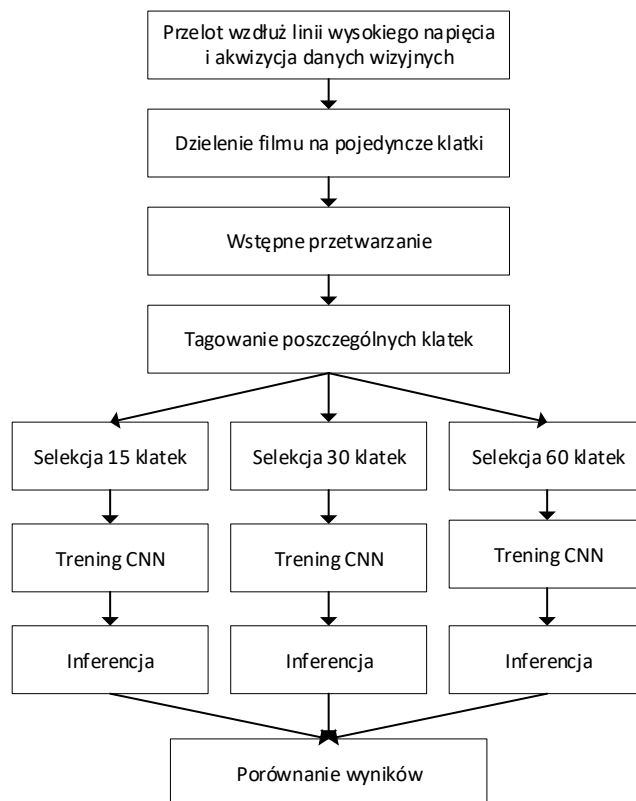 Przelot wzdłuż linii wysokiego napięcia
i akwizycja danych wizyjnych
Dzielenie filmu na pojedyncze klatki
Wstępne przetwarzanie
Tagowanie poszczególnych klatek
Selekcja 15 klatek
Selekcja 30 klatek
Selekcja 60 klatek
Trening CNN
Trening CNN
Trening CNN
Inferencja
Inferencja
Inferencja
Porównanie wyników